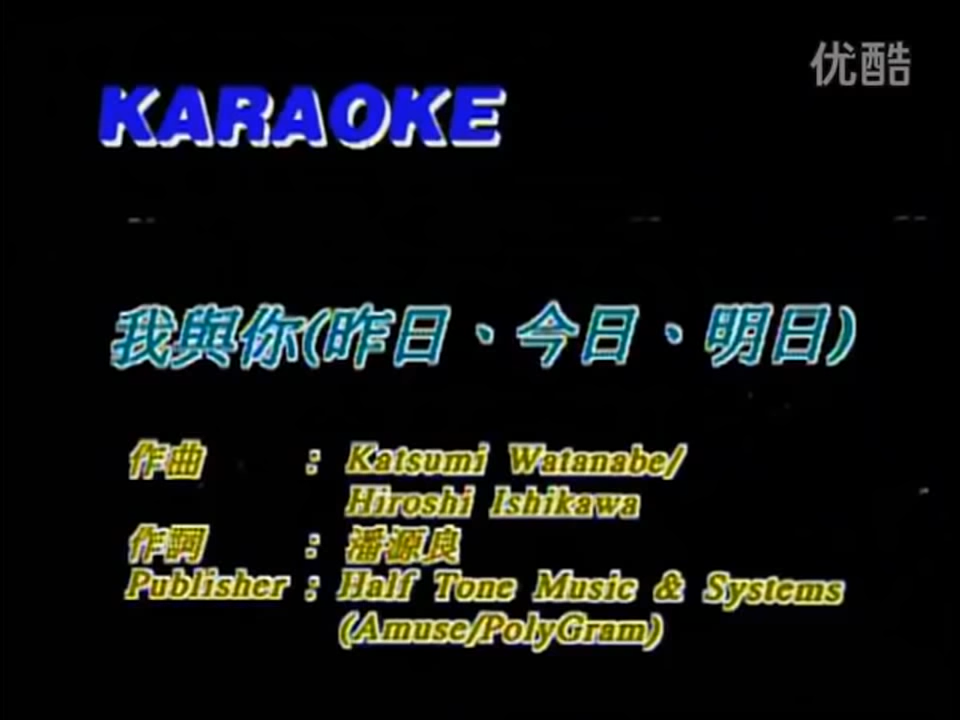 优酷
KARAOKE
我與你(昨日、今日、明日)
作曲 : Katsumi Watanabe/
Hiroshi Ishikawa
作詞 : 潘源良
Publisher : Half Tone Music & Systems
(Amuse/PolyGram)